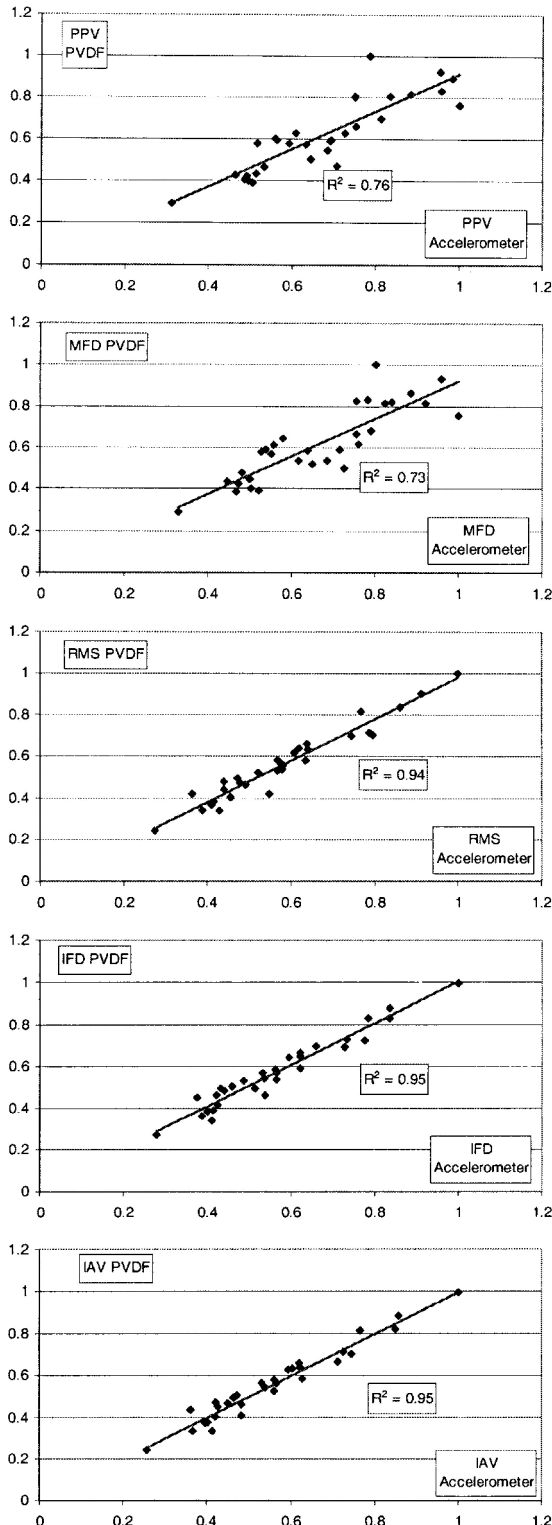 1.2
PPV
PVDF
1
0.8
0.6
0.4
R² = 0.76
0.2
PPV
Accelerometer
0
0 0.2 0.4 0.6 0.8 1 1.2
1.2
MFD PVDF
1
0.8
0.6
0.4
R² = 0.73
0.2
MFD
Accelerometer
0
0 0.2 0.4 0.6 0.8 1 1.2
1.2
RMS PVDF
1
0.8
0.6
R² = 0.94
0.4
0.2
RMS
Accelerometer
0
0 0.2 0.4 0.6 0.8 1 1.2
1.2
IFD PVDF
1
0.8
0.6
R² = 0.95
0.4
0.2
IFD
Accelerometer
0
0 0.2 0.4 0.6 0.8 1 1.2
1.2
IAV PVDF
1
0.8
0.6
R² = 0.95
0.4
0.2
IAV
Accelerometer
0
0 0.2 0.4 0.6 0.8 1 1.2